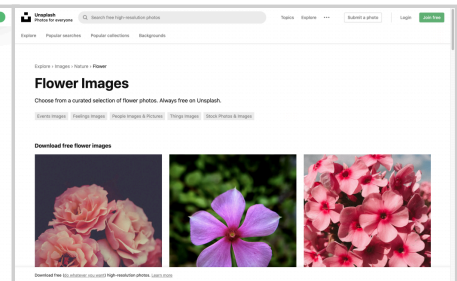 Unsplash
Photos for everyone
Search free high-resolution photos
Topics Explore ··· Submit a photo Login Join free
Explore Popular searches Popular collections Backgrounds
Explore › Images › Nature › Flower
Flower Images
Choose from a curated selection of flower photos. Always free on Unsplash.
Events Images Feelings Images People Images & Pictures Things Images Stock Photos & Images
Download free flower images
Download free (do whatever you want) high-resolution photos. Learn more